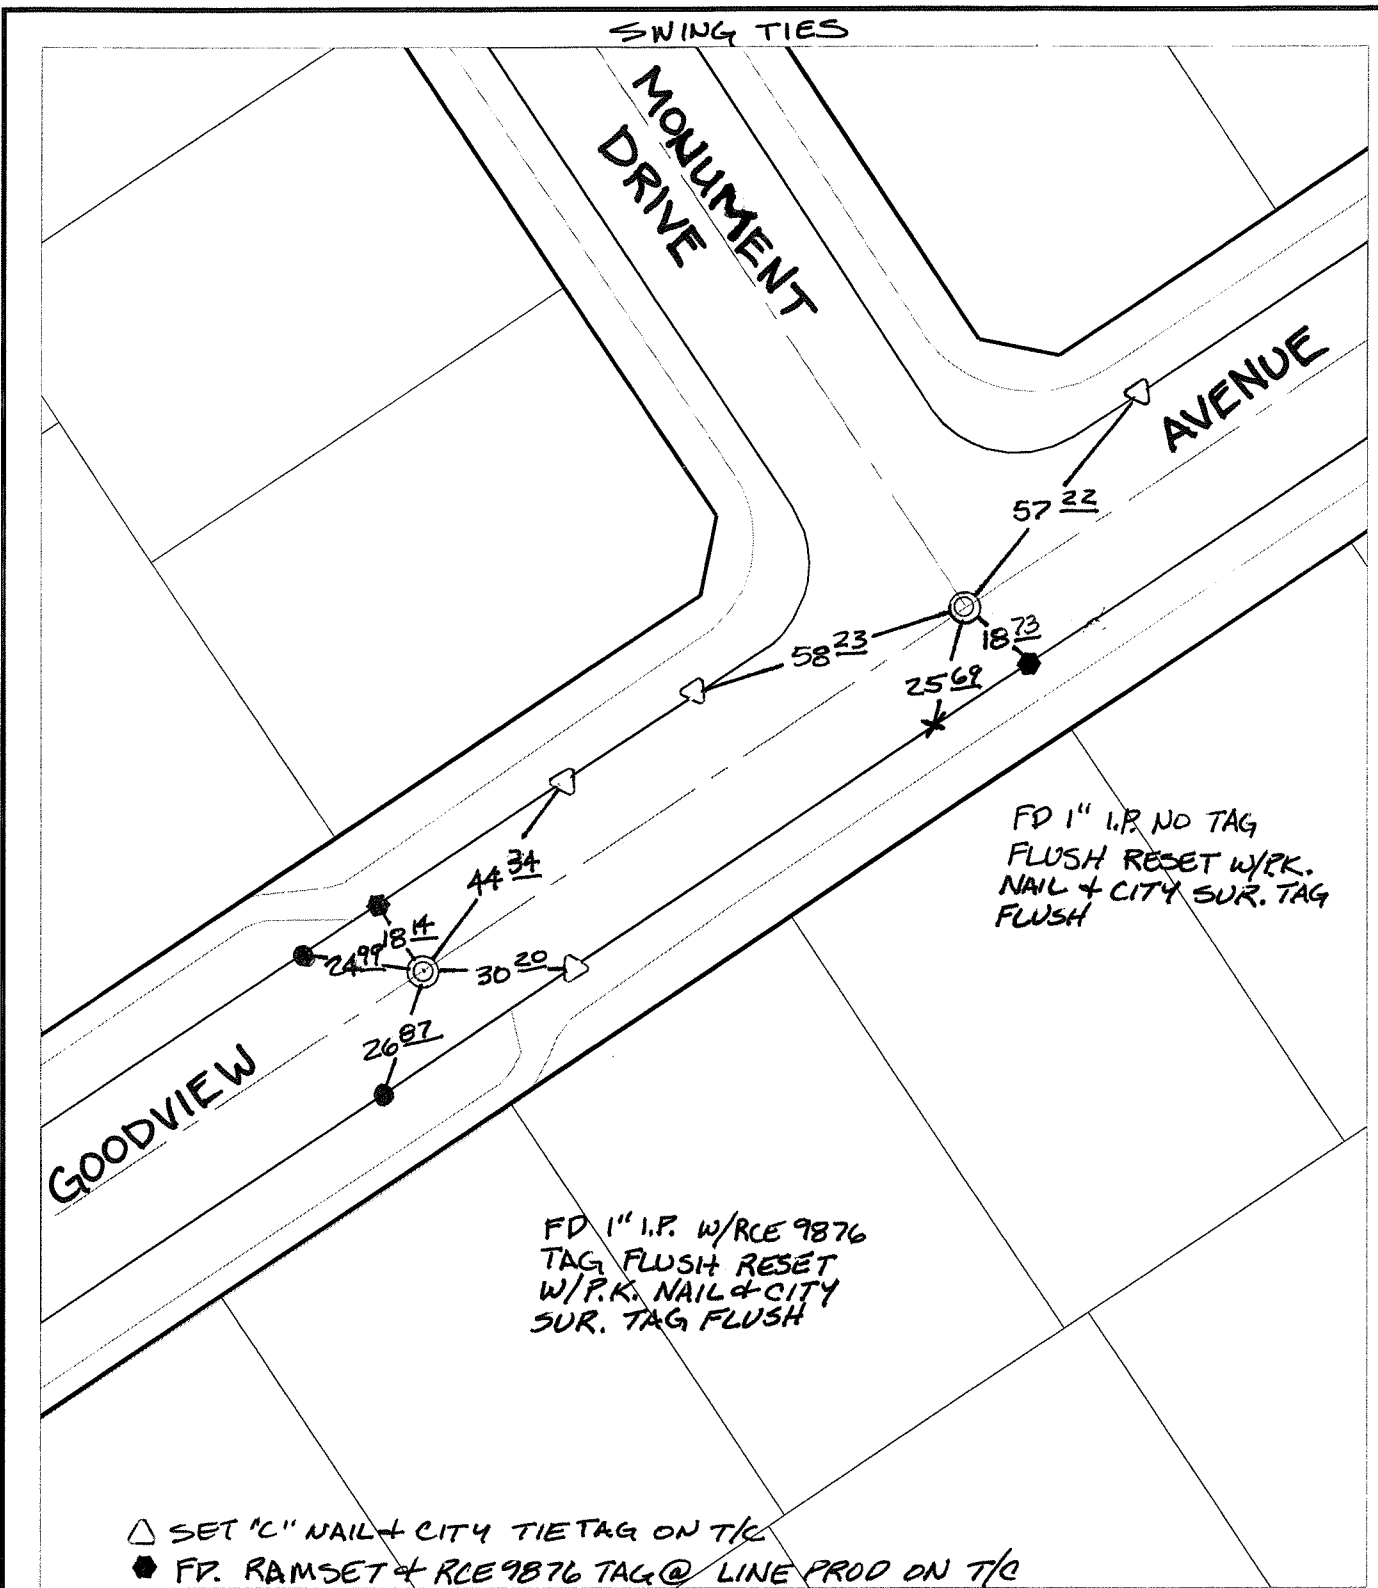 SWING TIES
MONUMENT
DRIVE
AVENUE
57 22
18 73
58 23
25 69
FD 1" I.P. NO TAG
FLUSH RESET W/P.K.
NAIL & CITY SUR. TAG
FLUSH
44 34
18 14
24 99
30 20
26 87
GOODVIEW
FD 1" I.P. W/RCE 9876
TAG FLUSH RESET
W/P.K. NAIL & CITY
SUR. TAG FLUSH
△ SET "C" NAIL & CITY TIE TAG ON T/C
FD. RAMSET & RCE 9876 TAG @ LINE PROD ON T/C